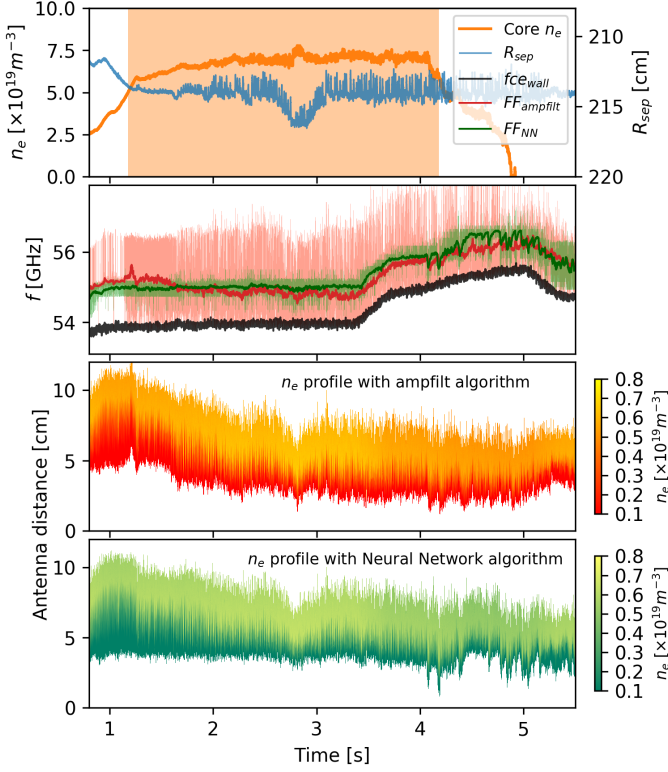 10.0
7.5
5.0
2.5
0.0
n_e [×10^19 m^−3]
Core n_e
R_sep
fce_wall
FF_ampfilt
FF_NN
210
214
220
R_sep [cm]
56
54
f [GHz]
n_e profile with ampfilt algorithm
10
5
0
0.8
0.7
0.6
0.5
0.4
0.3
0.2
0.1
n_e [×10^19 m^−3]
Antenna distance [cm]
n_e profile with Neural Network algorithm
10
5
0
0.8
0.7
0.6
0.5
0.4
0.3
0.2
0.1
n_e [×10^19 m^−3]
1 2 3 4 5
Time [s]